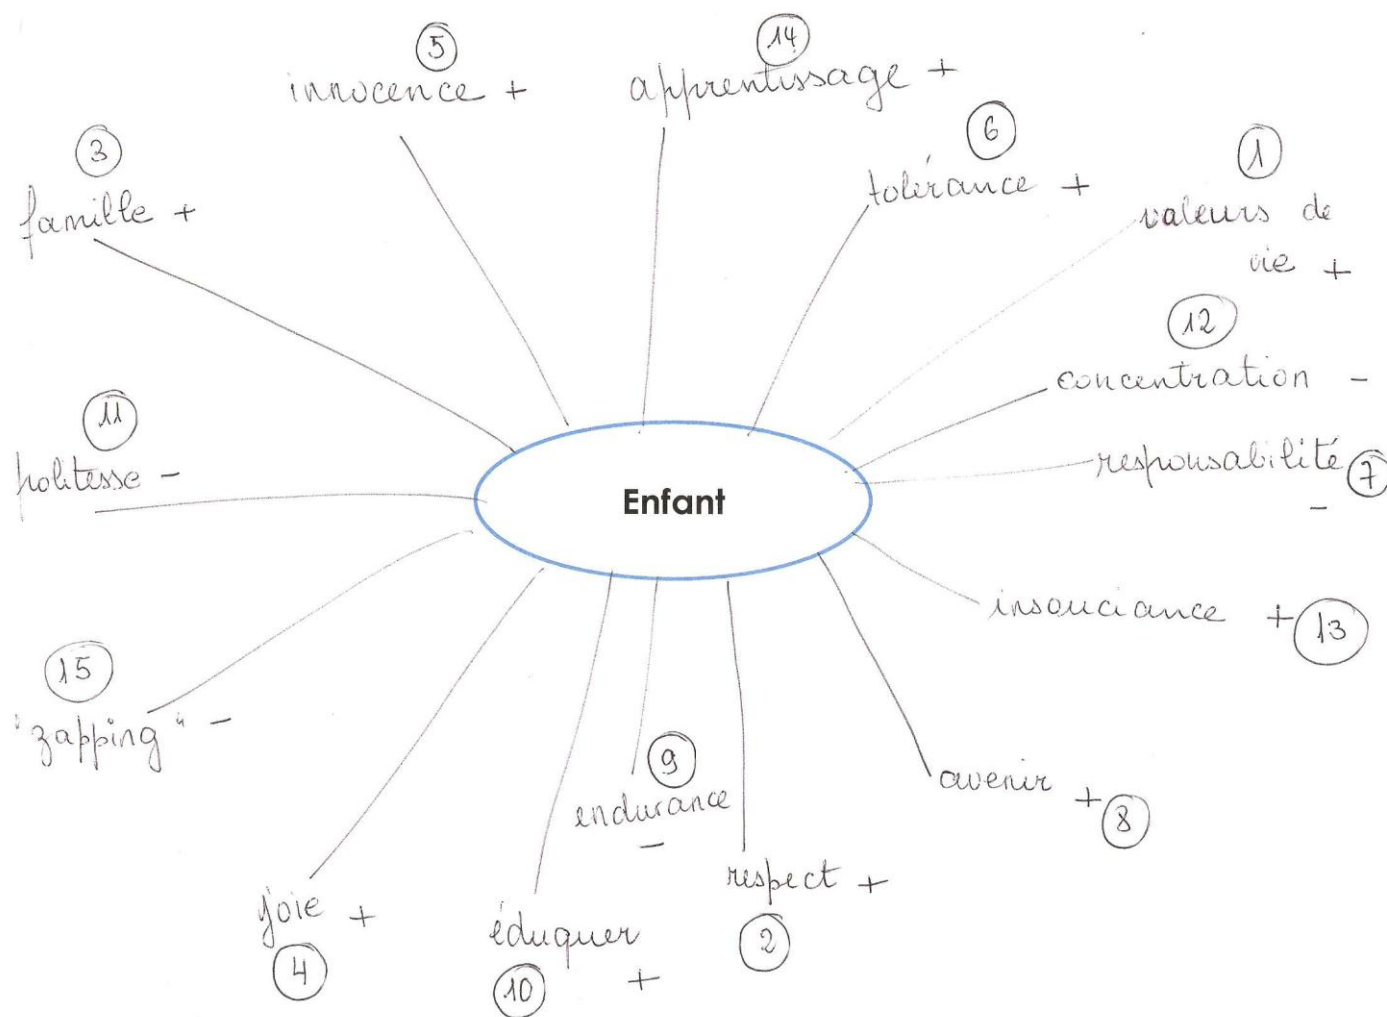 5
innocence +
14
apprentissage +
3
famille +
6
tolérance +
1
valeurs de
vie +
12
concentration -
11
politesse -
responsabilité 7
-
Enfant
insouciance + 13
15
"zapping" -
9
endurance
-
avenir + 8
respect +
2
joie +
4
éduquer
10 +